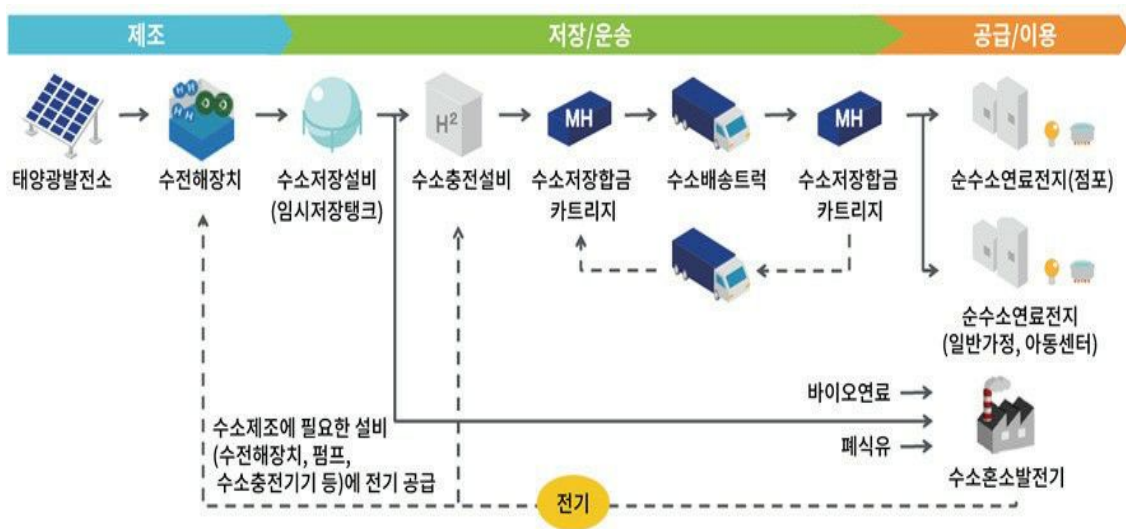 제조
저장/운송
공급/이용
H H
H H
H²
MH
MH
태양광발전소
수전해장치
수소저장설비
(임시저장탱크)
수소충전설비
수소저장합금
카트리지
수소배송트럭
수소저장합금
카트리지
순수소연료전지(점포)
순수소연료전지
(일반가정, 아동센터)
바이오연료
폐식유
수소혼소발전기
수소제조에 필요한 설비
(수전해장치, 펌프,
수소충전기기 등)에 전기 공급
전기